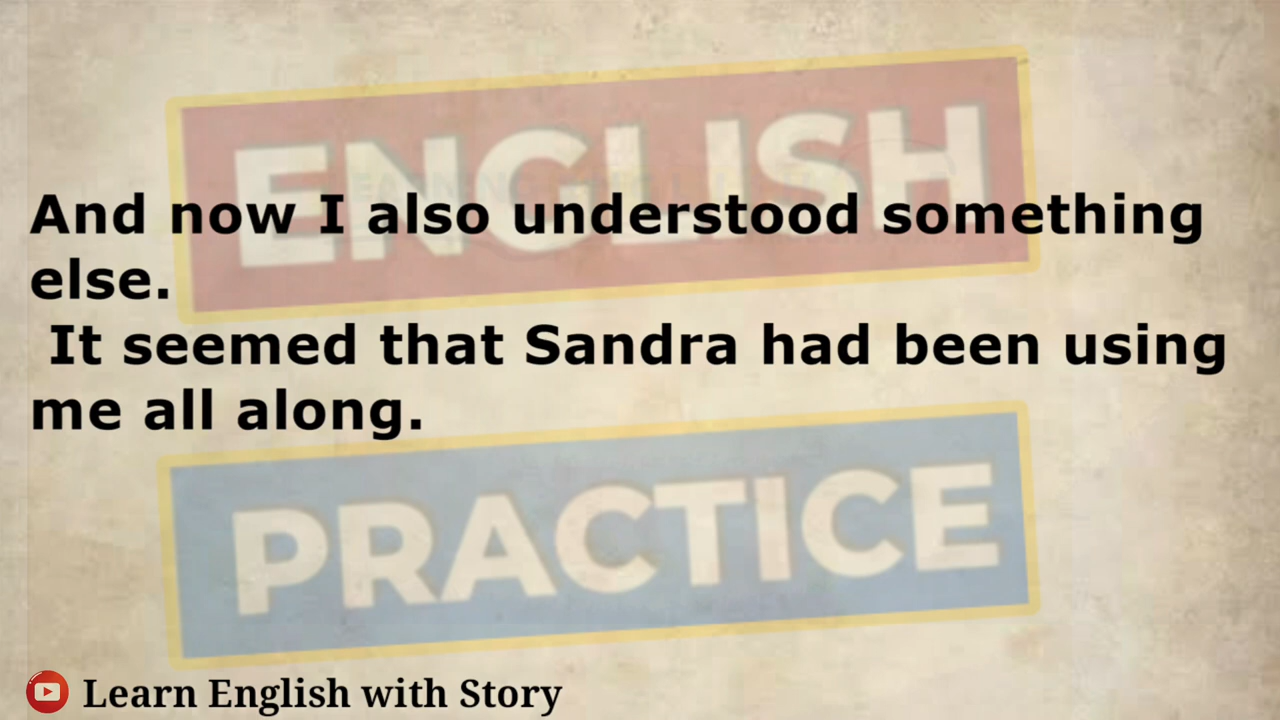 ENGLISH
And now I also understood something
else.
It seemed that Sandra had been using
me all along.
PRACTICE
Learn English with Story